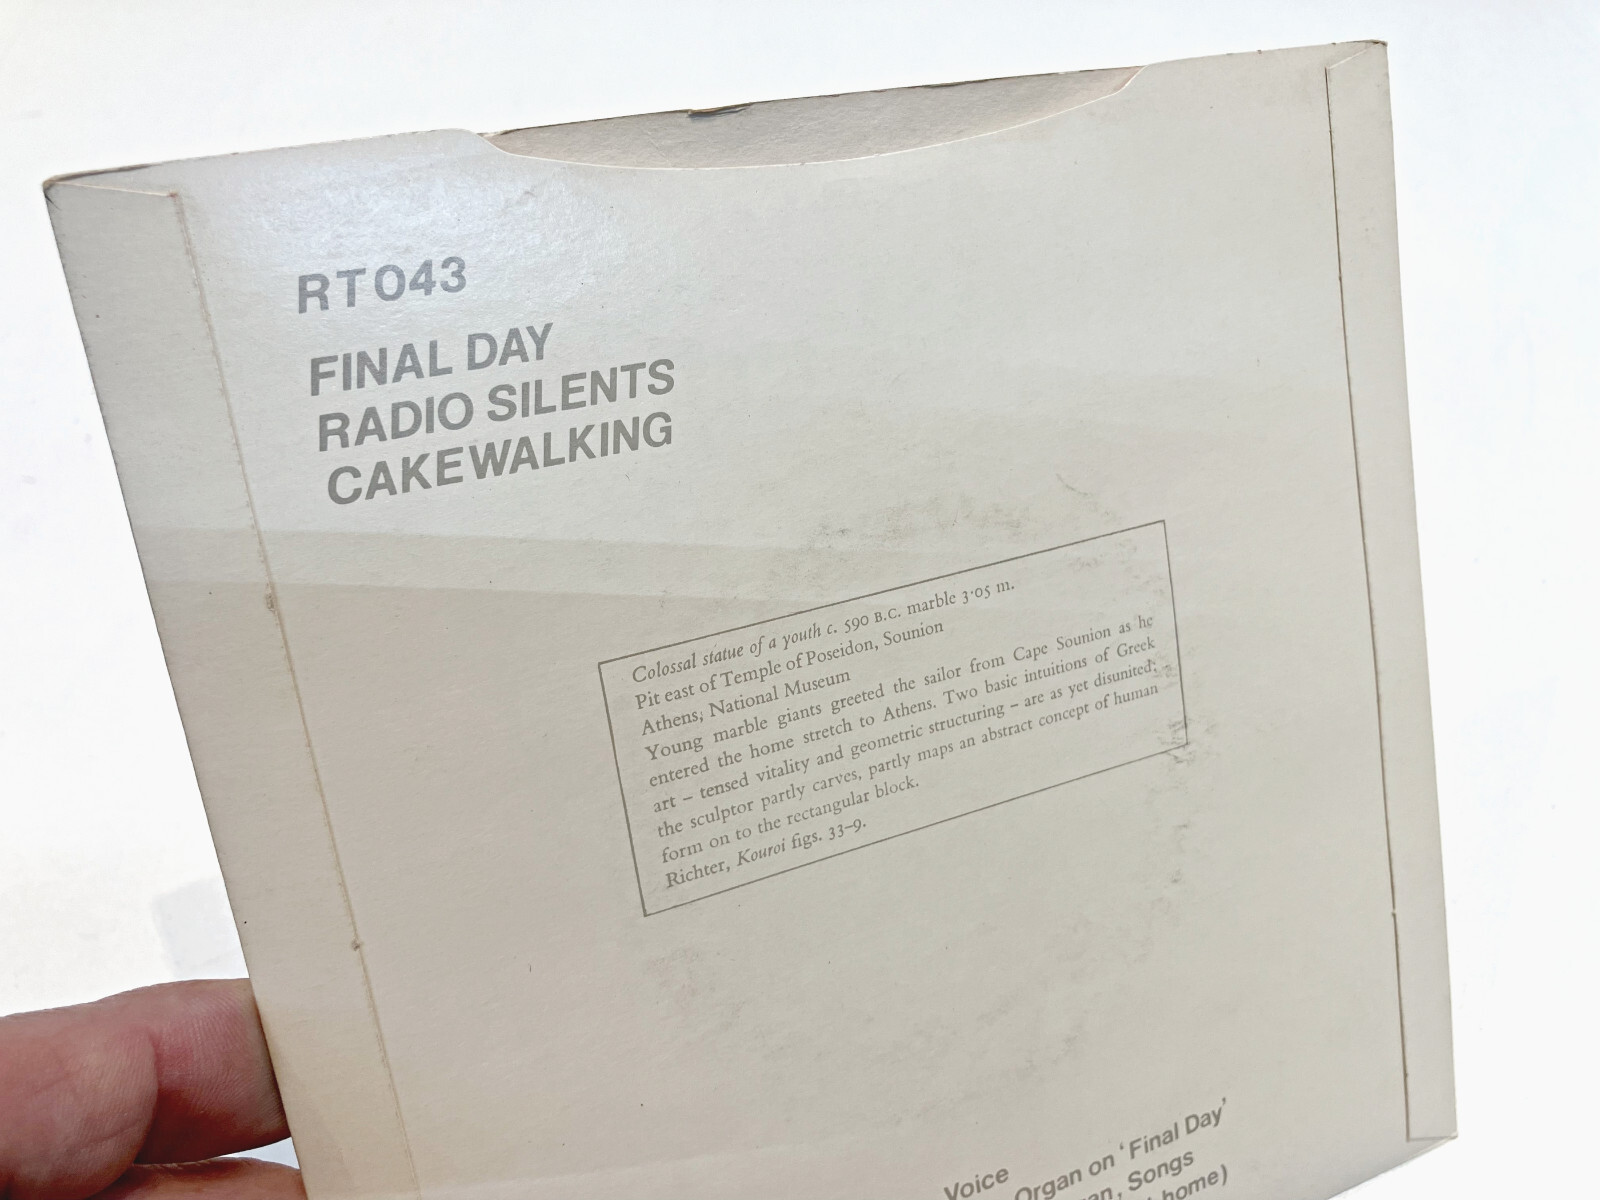 RT043
FINAL DAY
RADIO SILENTS
CAKEWALKING
Colossal statue of a youth c. 590 B.C. marble 3·05 m.
Pit east of Temple of Poseidon, Sounion
Athens, National Museum
Young marble giants greeted the sailor from Cape Sounion as he
entered the home stretch to Athens. Two basic intuitions of Greek
art – tensed vitality and geometric structuring – are as yet disunited;
the sculptor partly carves, partly maps an abstract concept of human
form on to the rectangular block.
Richter, Kouroi figs. 33–9.
Voice
Organ on 'Final Day'
Songs
home)